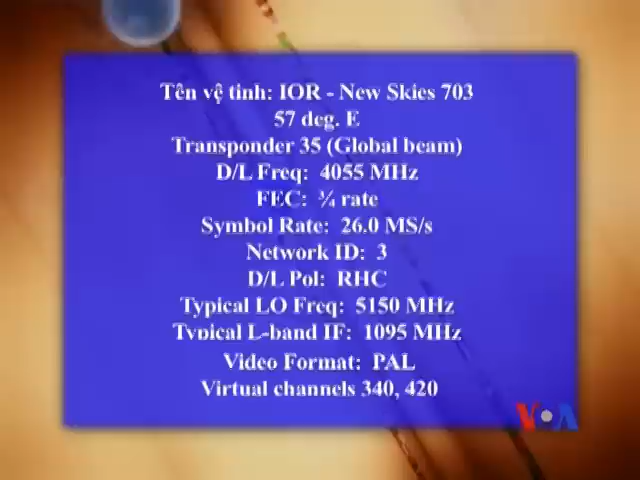 Tên vệ tinh: IOR - New Skies 703
57 deg. E
Transponder 35 (Global beam)
D/L Freq: 4055 MHz
FEC: ¾ rate
Symbol Rate: 26.0 MS/s
Network ID: 3
D/L Pol: RHC
Typical LO Freq: 5150 MHz
Typical L-band IF: 1095 MHz
Video Format: PAL
Virtual channels 340, 420
VOA